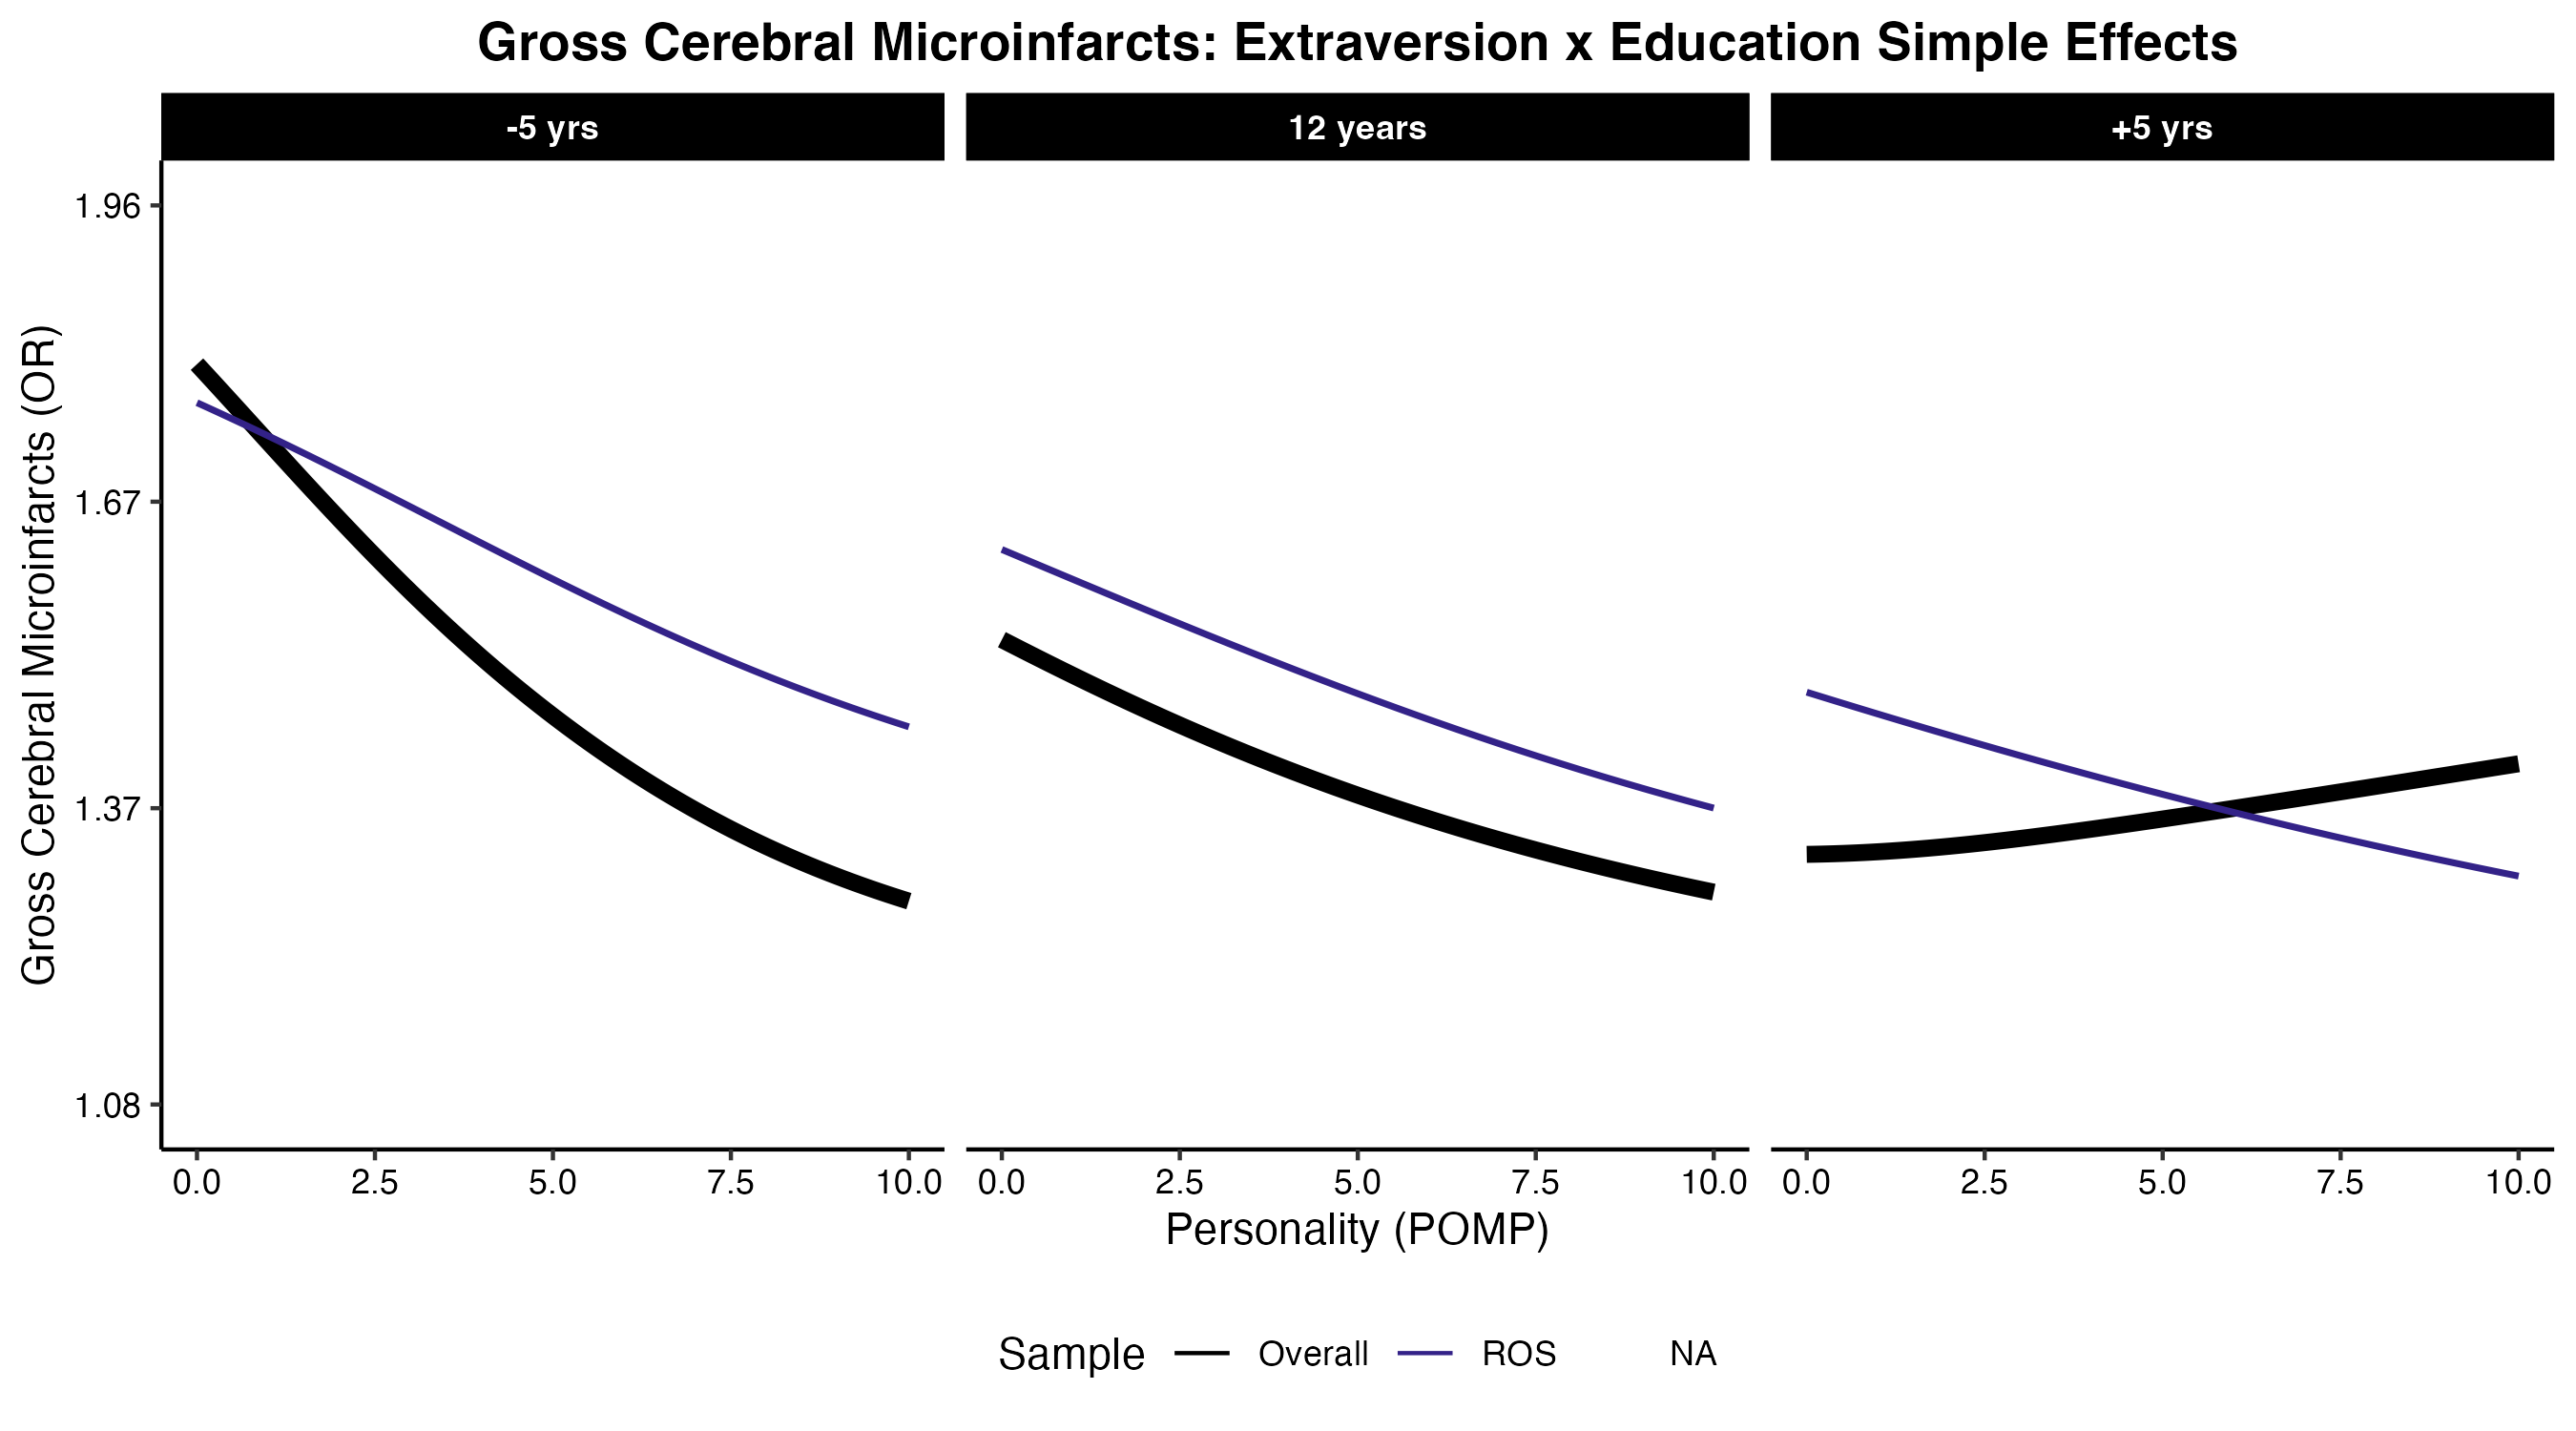 Gross Cerebral Microinfarcts: Extraversion x Education Simple Effects
-5 yrs 12 years +5 yrs
Gross Cerebral Microinfarcts (OR)
1.96
1.67
1.37
1.08
0.0 2.5 5.0 7.5 10.0 0.0 2.5 5.0 7.5 10.0 0.0 2.5 5.0 7.5 10.0
Personality (POMP)
Sample Overall ROS NA